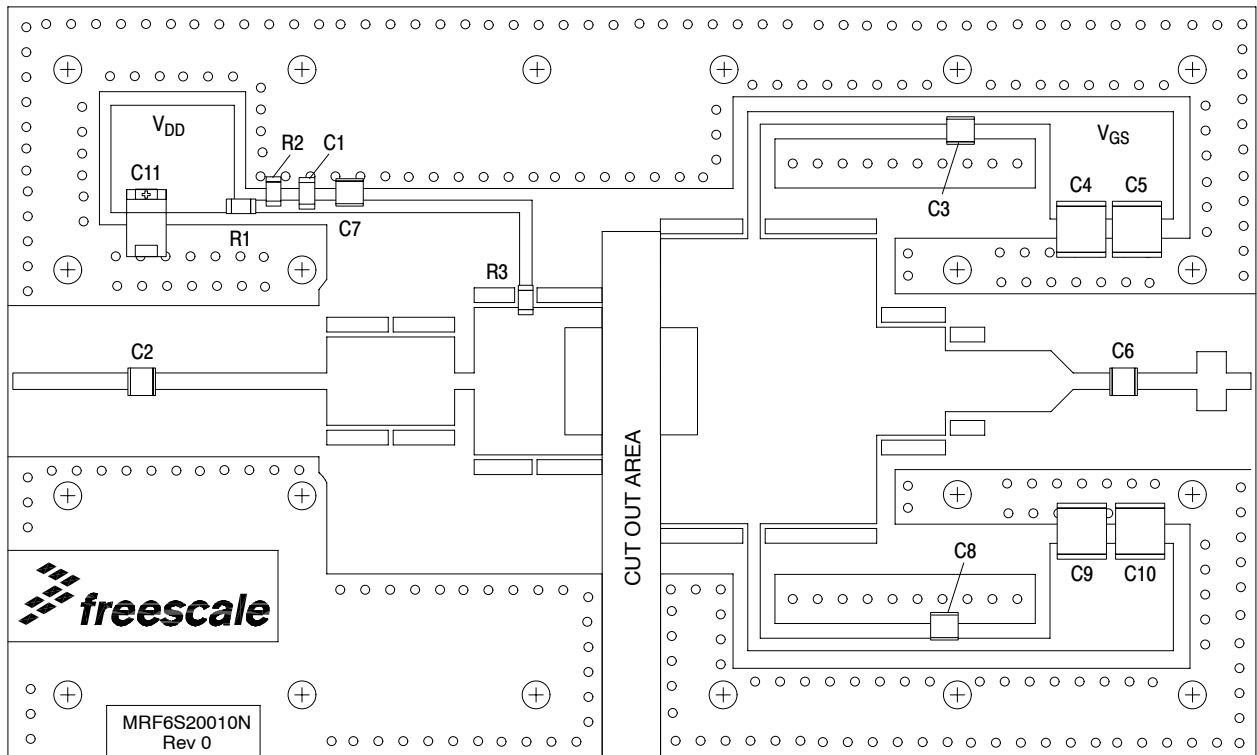 VDD
VGS
R2
C1
C11
C3
C4
C5
R1
C7
R3
C2
C6
CUT OUT AREA
C8
C9
C10
freescale
MRF6S20010N
Rev 0